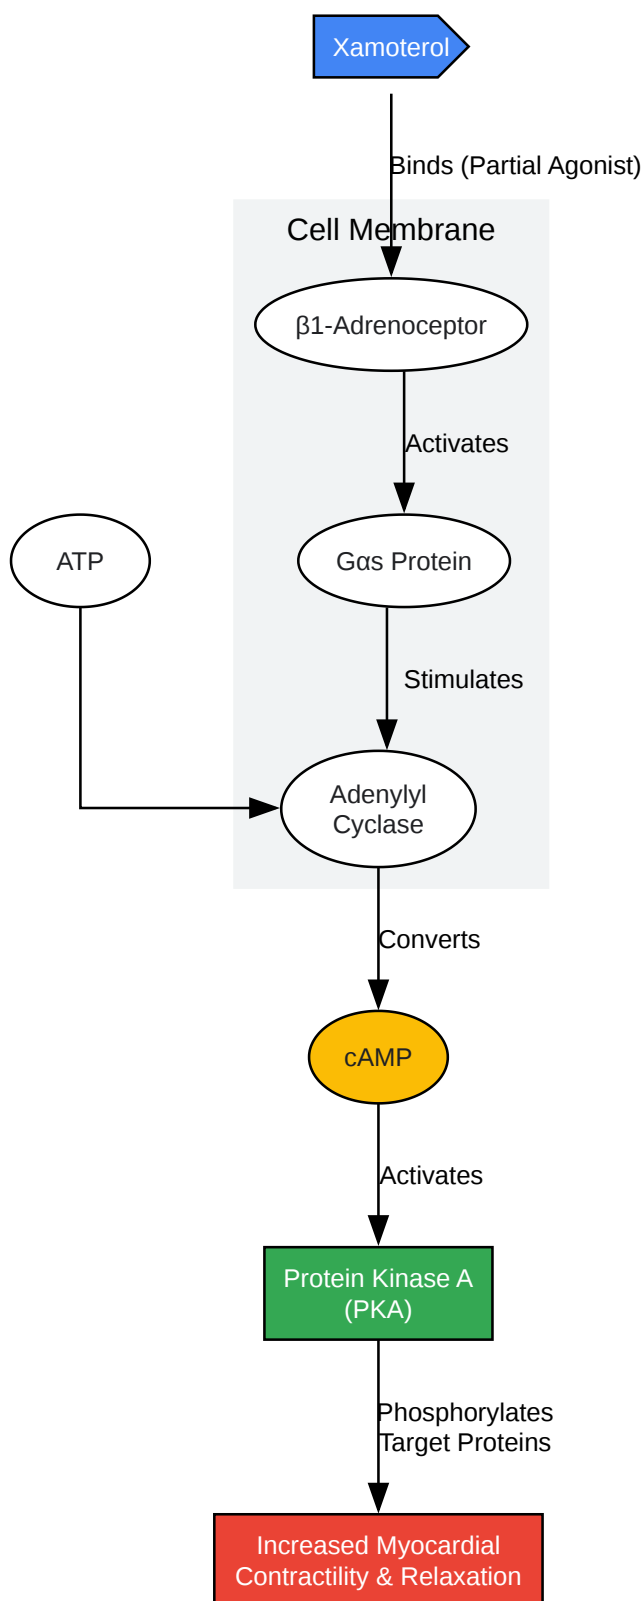 Xamoterol
Binds (Partial Agonist)
Cell Membrane
β1-Adrenoceptor
Activates
ATP
Gαs Protein
Stimulates
Adenylyl
Cyclase
Converts
cAMP
Activates
Protein Kinase A
(PKA)
Phosphorylates
Target Proteins
Increased Myocardial
Contractility & Relaxation